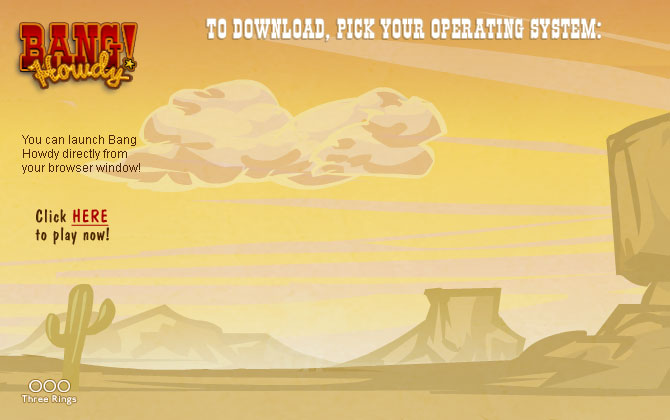 BANG!
Howdy
TO DOWNLOAD, PICK YOUR OPERATING SYSTEM:
You can launch Bang
Howdy directly from
your browser window!
Click HERE
to play now!
Three Rings